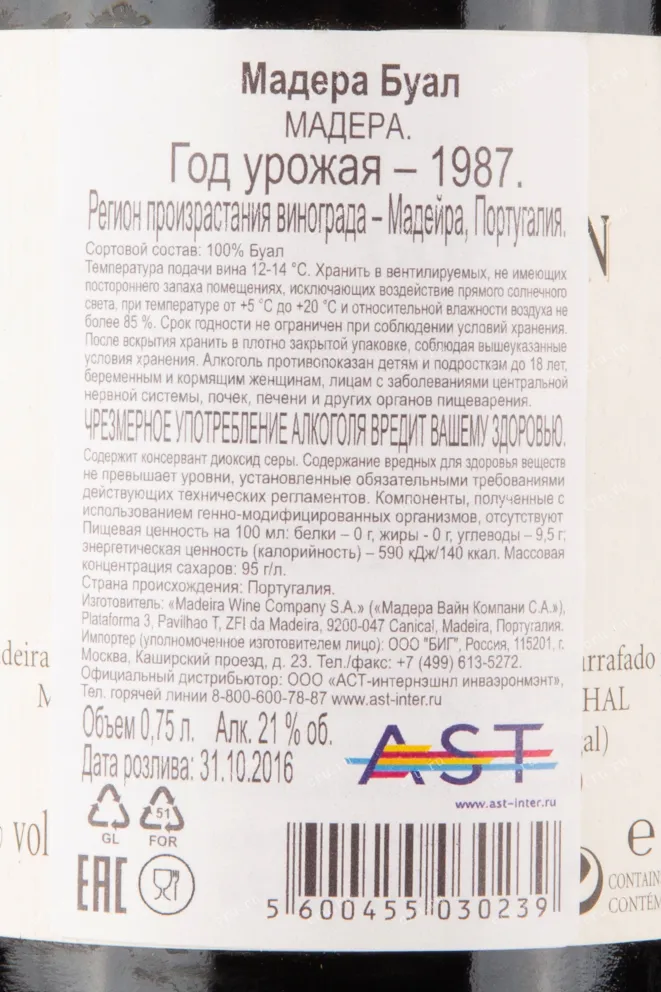 Мадера Буал
МАДЕРА.
Год урожая – 1987.
Регион произрастания винограда – Мадейра, Португалия.
Сортовой состав: 100% Буал
Температура подачи вина 12-14 °С. Хранить в вентилируемых, не имеющих
постороннего запаха помещениях, исключающих воздействие прямого солнечного
света, при температуре от +5 °С до +20 °С и относительной влажности воздуха не
более 85 %. Срок годности не ограничен при соблюдении условий хранения.
После вскрытия хранить в плотно закрытой упаковке, соблюдая вышеуказанные
условия хранения. Алкоголь противопоказан детям и подросткам до 18 лет,
беременным и кормящим женщинам, лицам с заболеваниями центральной
нервной системы, почек, печени и других органов пищеварения.
ЧРЕЗМЕРНОЕ УПОТРЕБЛЕНИЕ АЛКОГОЛЯ ВРЕДИТ ВАШЕМУ ЗДОРОВЬЮ.
Содержит консервант диоксид серы. Содержание вредных для здоровья веществ
не превышает уровни, установленные обязательными требованиями
действующих технических регламентов. Компоненты, полученные с
использованием генно-модифицированных организмов, отсутствуют
Пищевая ценность на 100 мл: белки – 0 г, жиры - 0 г, углеводы – 9,5 г;
энергетическая ценность (калорийность) – 590 кДж/140 ккал. Массовая
концентрация сахаров: 95 г/л.
Страна происхождения: Португалия.
Изготовитель: «Madeira Wine Company S.A.» («Мадера Вайн Компани С.А.»),
Plataforma 3, Pavilhao T, ZFI da Madeira, 9200-047 Canical, Madeira, Португалия.
Импортер (уполномоченное изготовителем лицо): ООО "БИГ", Россия, 115201, г.
Москва, Каширский проезд, д. 23. Тел./факс: +7 (499) 613-5272.
Официальный дистрибьютор: ООО «АСТ-интернэшнл инваэронмэнт»,
Тел. горячей линии 8-800-600-78-87 www.ast-inter.ru
Объем 0,75 л. Алк. 21 % об.
Дата розлива: 31.10.2016
AST
www.ast-inter.ru
GL
51
FOR
EAC
5 600455 030239
N
deira
M
vol
arrafado
HAL
gal)
e
CONTAIN
CONTÉM